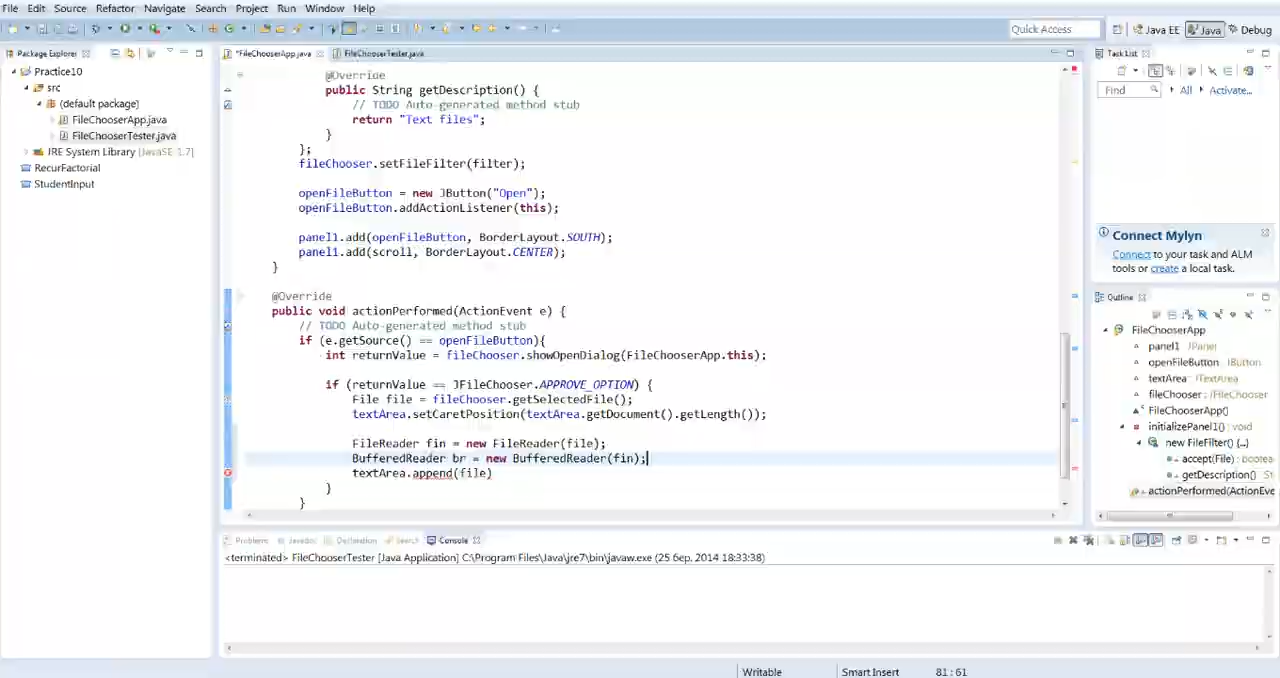 File Edit Source Refactor Navigate Search Project Run Window Help
Quick Access
Java EE
Java
Debug
Package Explorer
*FileChooserApp.java
FileChooserTester.java
Task List
Practice10
src
(default package)
FileChooserApp.java
FileChooserTester.java
JRE System Library [JavaSE-1.7]
RecurFactorial
StudentInput
@Override
public String getDescription() {
// TODO Auto-generated method stub
return "Text files";
}
};
fileChooser.setFileFilter(filter);
openFileButton = new JButton("Open");
openFileButton.addActionListener(this);
panel1.add(openFileButton, BorderLayout.SOUTH);
panel1.add(scroll, BorderLayout.CENTER);
}
@Override
public void actionPerformed(ActionEvent e) {
// TODO Auto-generated method stub
if (e.getSource() == openFileButton){
int returnValue = fileChooser.showOpenDialog(FileChooserApp.this);
if (returnValue == JFileChooser.APPROVE_OPTION) {
File file = fileChooser.getSelectedFile();
textArea.setCaretPosition(textArea.getDocument().getLength());
FileReader fin = new FileReader(file);
BufferedReader br = new BufferedReader(fin);
textArea.append(file)
}
}
Find
All
Activate...
Connect Mylyn
Connect to your task and ALM
tools or create a local task.
Outline
FileChooserApp
panel1 : JPanel
openFileButton : JButton
textArea : JTextArea
fileChooser : JFileChooser
FileChooserApp()
initializePanel1() : void
new FileFilter() {...}
accept(File) : boolea
getDescription() : St
actionPerformed(ActionEve
Problems
Javadoc
Declaration
Search
Console
<terminated> FileChooserTester [Java Application] C:\Program Files\Java\jre7\bin\javaw.exe (25 бер. 2014 18:33:38)
Writable
Smart Insert
81 : 61